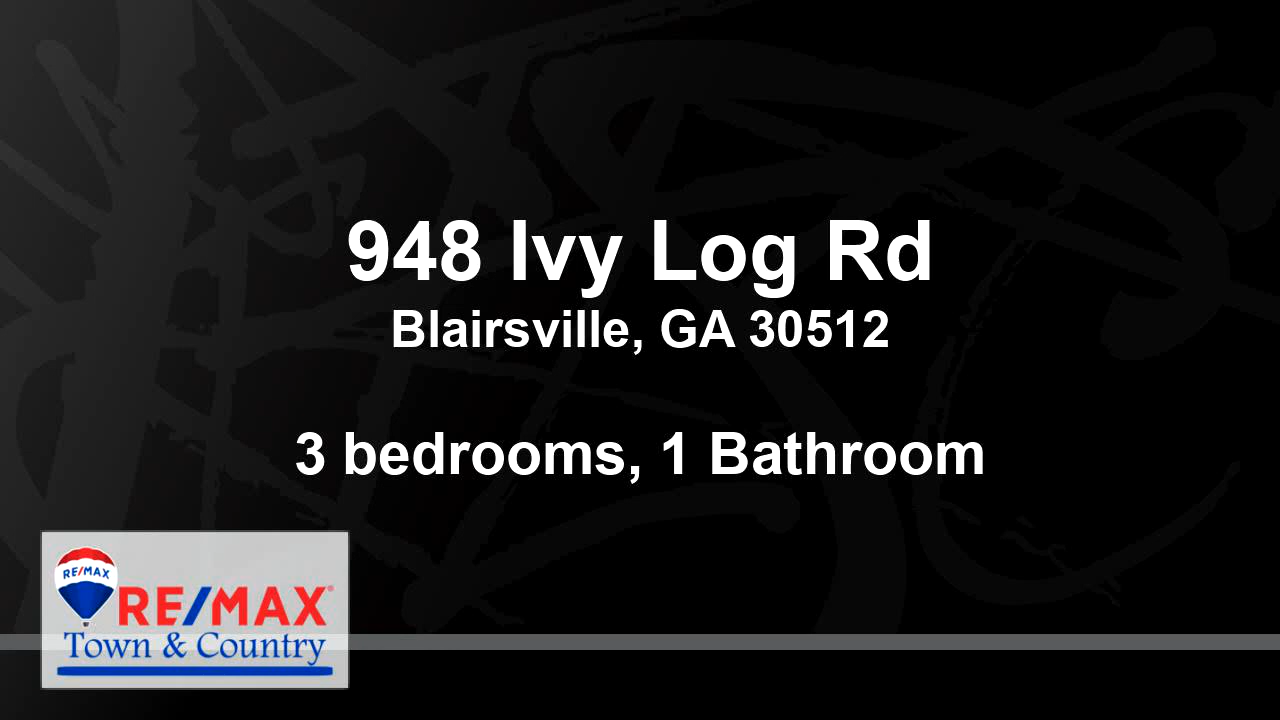 948 Ivy Log Rd
Blairsville, GA 30512
3 bedrooms, 1 Bathroom
RE/MAX
RE/MAX®
Town & Country